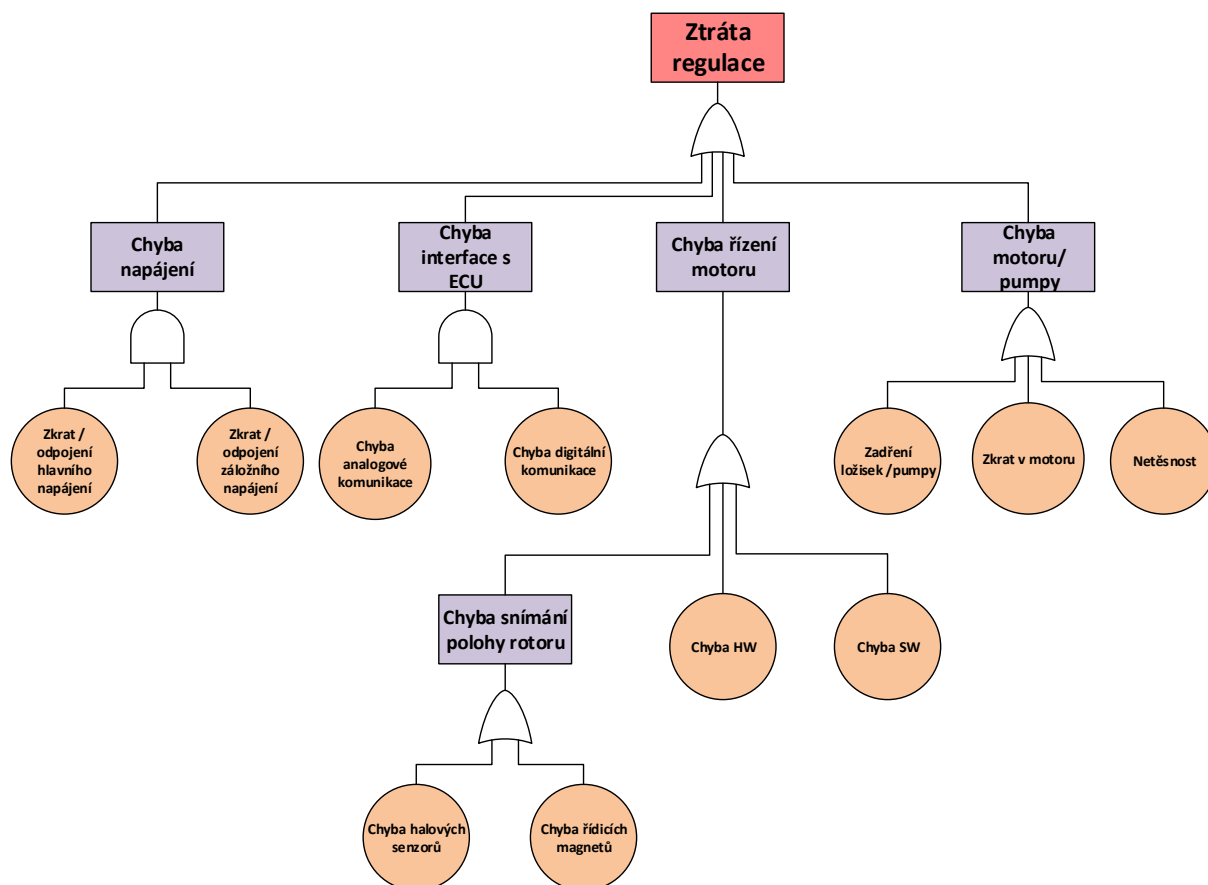 Ztráta
regulace
Chyba
napájení
Chyba
interface s
ECU
Chyba řízení
motoru
Chyba
motoru/
pumpy
Zkrat /
odpojení
hlavního
napájení
Zkrat /
odpojení
záložního
napájení
Chyba
analogové
komunikace
Chyba digitální
komunikace
Zadření
ložisek /pumpy
Zkrat v motoru
Netěsnost
Chyba snímání
polohy rotoru
Chyba HW
Chyba SW
Chyba halových
senzorů
Chyba řídicích
magnetů